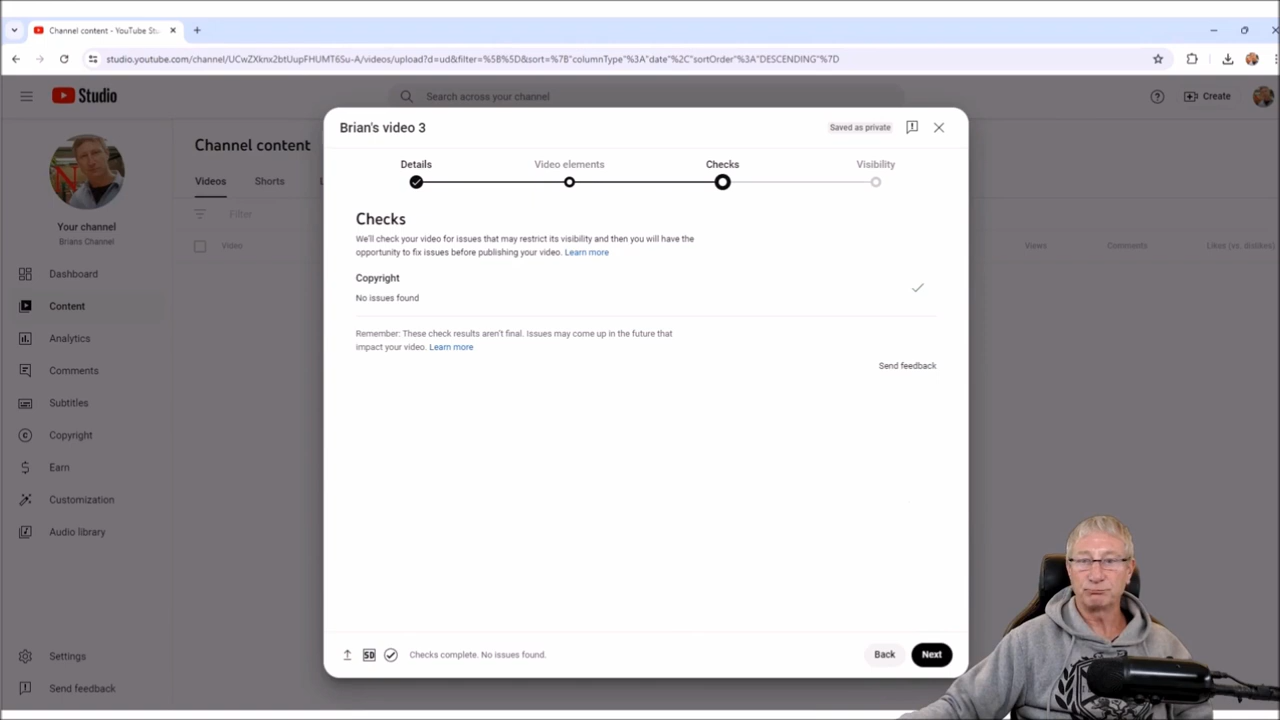 Channel content - YouTube Stu
studio.youtube.com/channel/UCwZXknx2btUupFHUMT6Su-A/videos/upload?d=ud&filter=%5B%5D&sort=%7B"columnType"%3A"date"%2C"sortOrder"%3A"DESCENDING"%7D
Studio
Search across your channel
Create
Your channel
Brians Channel
Dashboard
Content
Analytics
Comments
Subtitles
Copyright
Earn
Customization
Audio library
Settings
Send feedback
Channel content
Videos Shorts L
Filter
Video
Views Comments Likes (vs. dislikes)
Brian's video 3
Saved as private
Details Video elements Checks Visibility
Checks
We'll check your video for issues that may restrict its visibility and then you will have the
opportunity to fix issues before publishing your video. Learn more
Copyright
No issues found
Remember: These check results aren't final. Issues may come up in the future that
impact your video. Learn more
Send feedback
SD Checks complete. No issues found.
Back Next